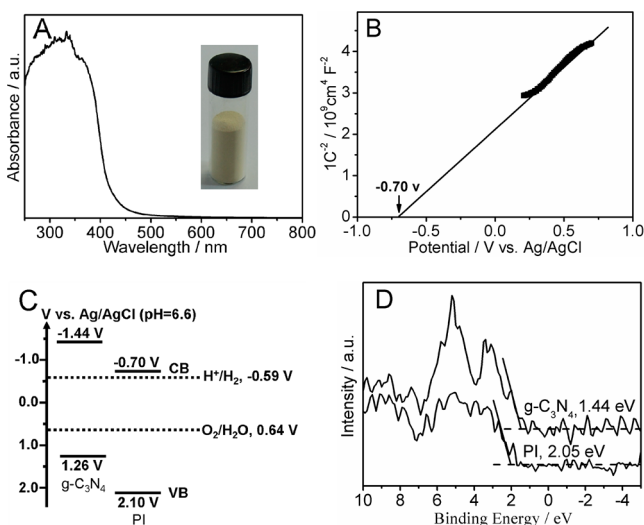 A
Absorbance / a.u.
300 400 500 600 700 800
Wavelength / nm
B
1C⁻² / 10⁹cm⁴ F⁻²
4
3
2
1
0
-0.70 v
-1.0 -0.5 0.0 0.5 1.0
Potential / V vs. Ag/AgCl
C
V vs. Ag/AgCl (pH=6.6)
-1.44 V
-1.0
-0.70 V CB
H⁺/H₂, -0.59 V
0.0
O₂/H₂O, 0.64 V
1.0
1.26 V
g-C₃N₄
2.0
2.10 V VB
PI
D
Intensity / a.u.
g-C₃N₄, 1.44 eV
PI, 2.05 eV
10 8 6 4 2 0 -2 -4
Binding Energy / eV